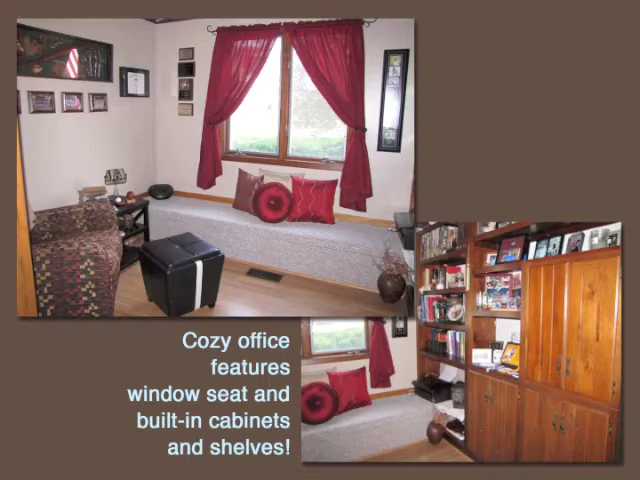 Cozy office
features
window seat and
built-in cabinets
and shelves!